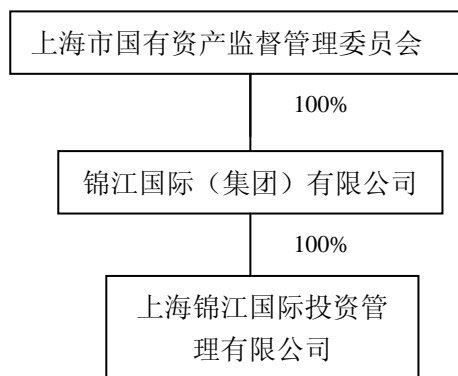 上海市国有资产监督管理委员会
100%
锦江国际（集团）有限公司
100%
上海锦江国际投资管
理有限公司